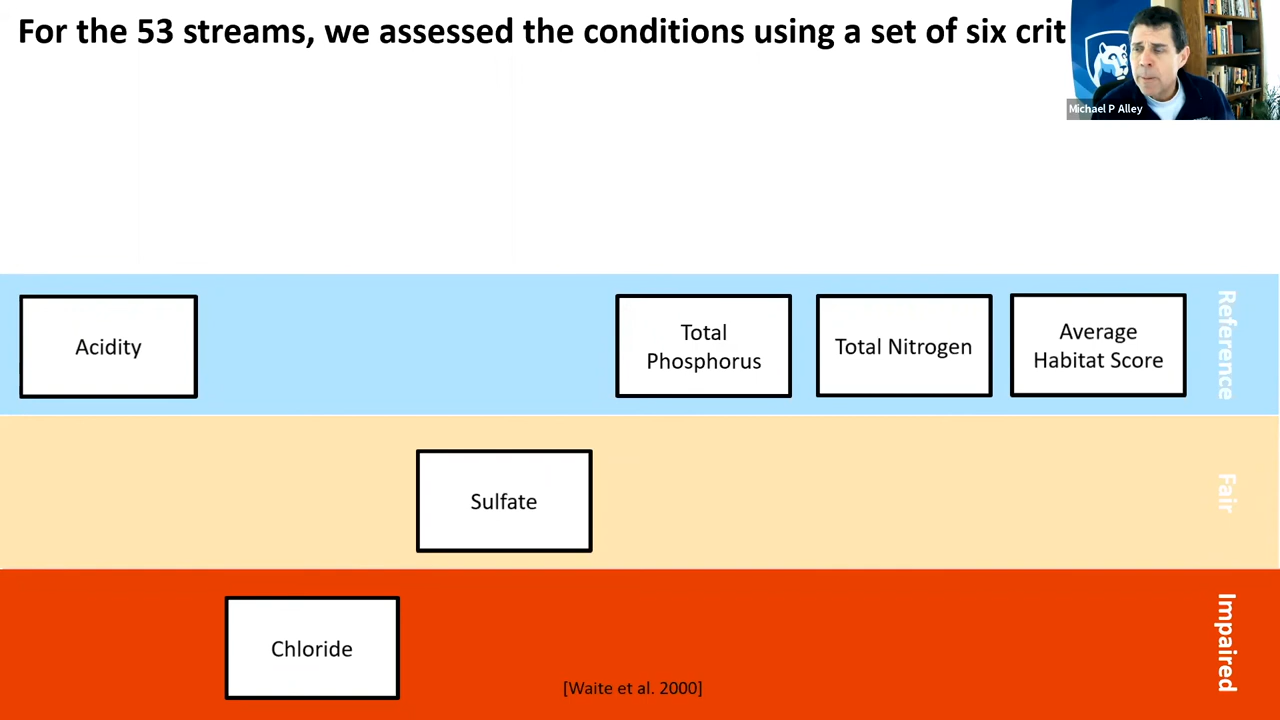 For the 53 streams, we assessed the conditions using a set of six crit
Michael P Alley
Acidity
Total
Phosphorus
Total Nitrogen
Average
Habitat Score
Reference
Sulfate
Fair
Chloride
Impaired
[Waite et al. 2000]